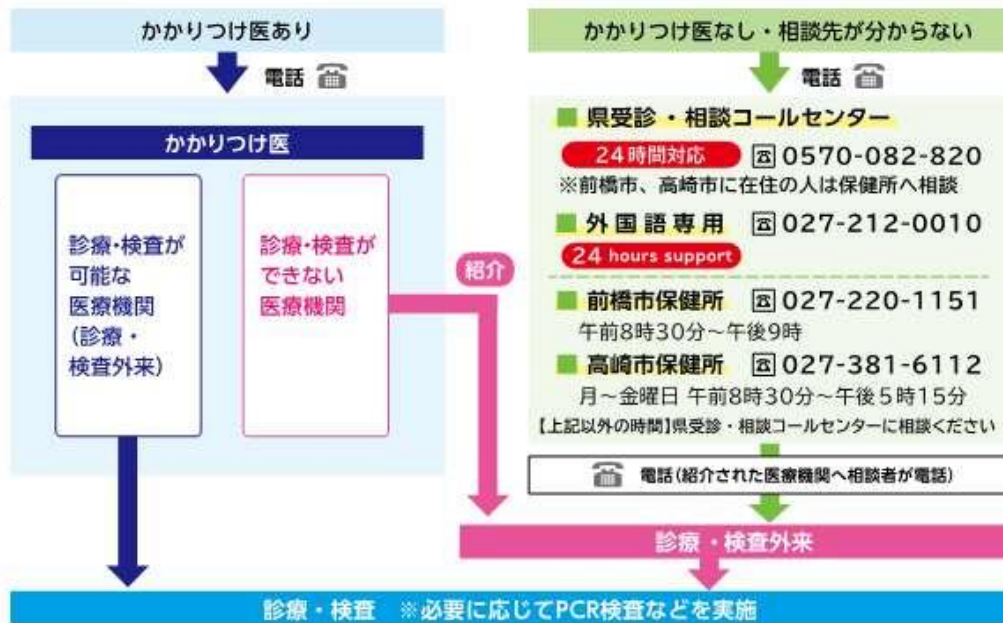 かかりつけ医あり
電話
かかりつけ医
診療・検査が
可能な
医療機関
(診療・
検査外来)
診療・検査が
できない
医療機関
紹介
かかりつけ医なし・相談先が分からない
電話
県受診・相談コールセンター
24時間対応 0570-082-820
※前橋市、高崎市に在住の人は保健所へ相談
外国語専用 027-212-0010
24 hours support
前橋市保健所 027-220-1151
午前8時30分～午後9時
高崎市保健所 027-381-6112
月～金曜日 午前8時30分～午後5時15分
【上記以外の時間】県受診・相談コールセンターに相談ください
電話(紹介された医療機関へ相談者が電話)
診療・検査外来
診療・検査 ※必要に応じてPCR検査などを実施